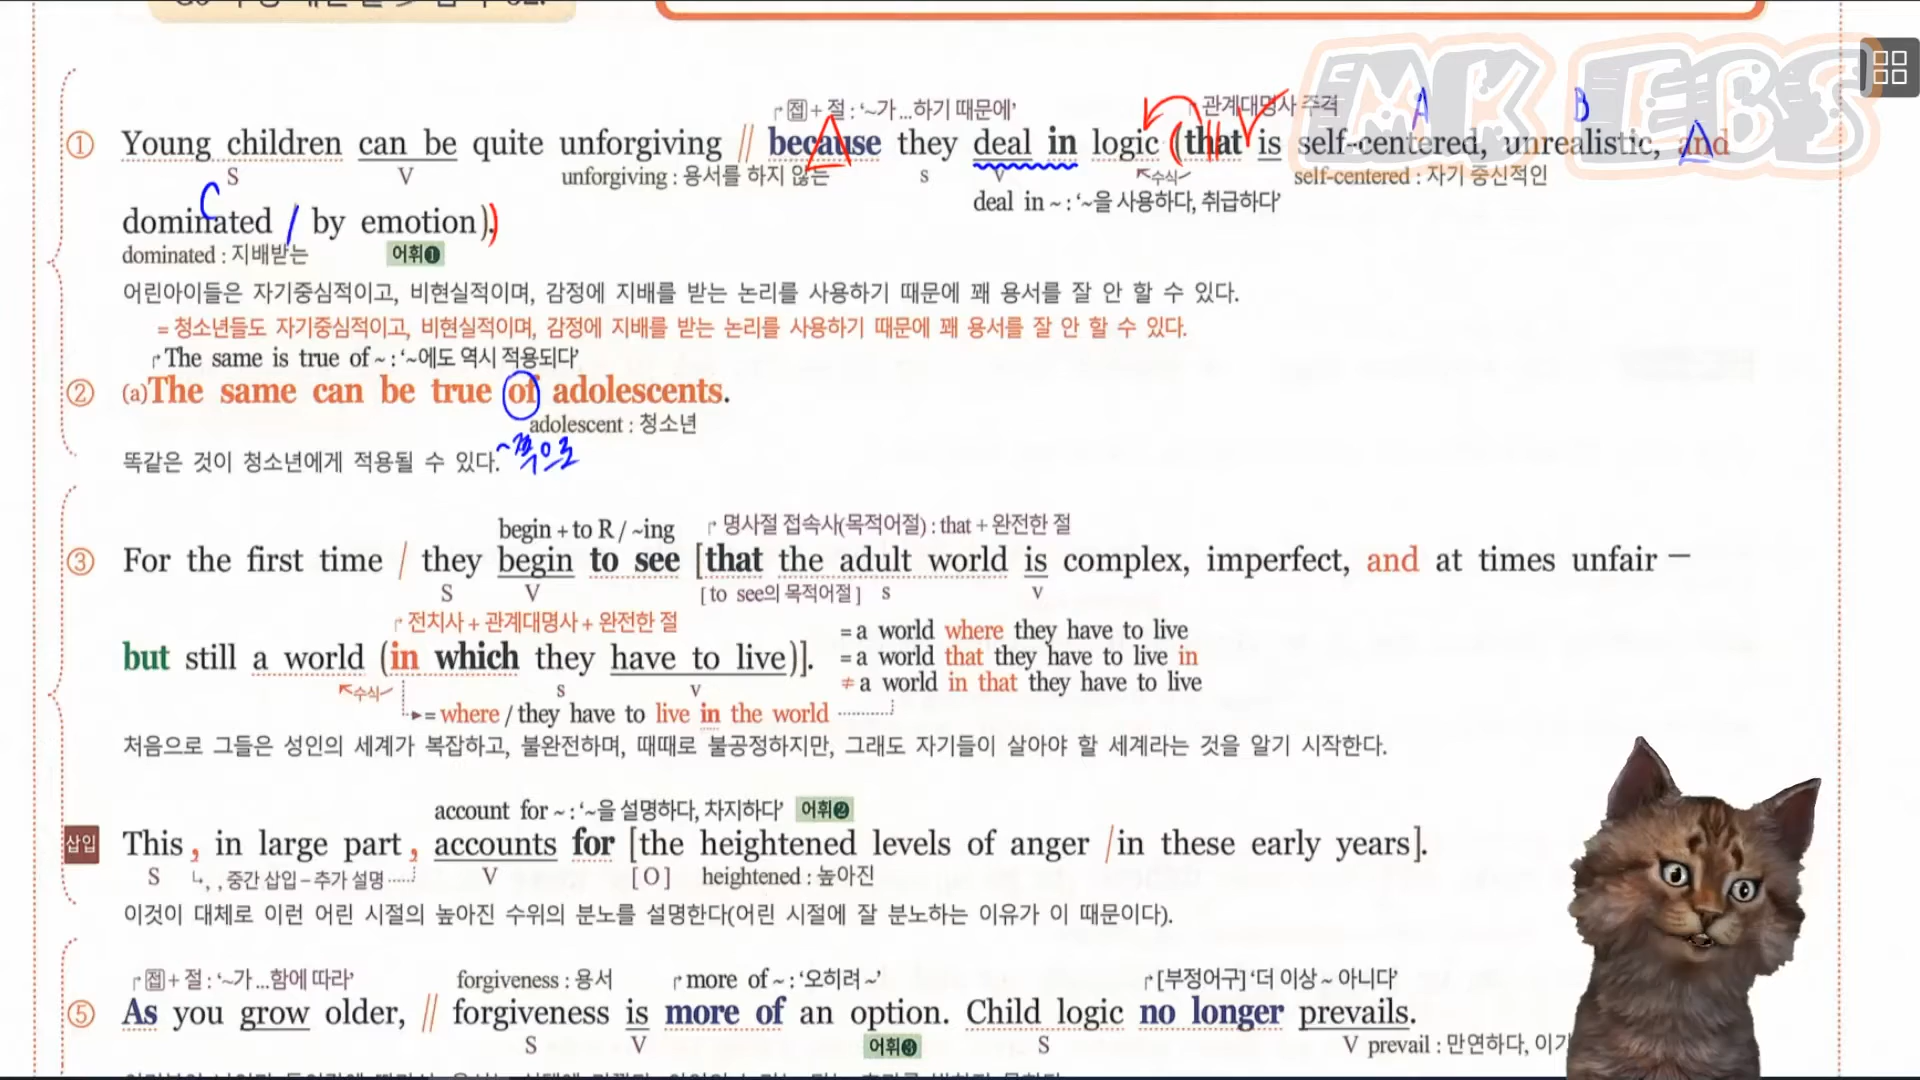 MK EBS
┌ 접 + 절 : ‘~가 ...하기 때문에’ ┌ 관계대명사 주격 A B
① Young children can be quite unforgiving // because they deal in logic (that is self-centered, unrealistic, and
S V unforgiving : 용서를 하지 않는 s v 수식 self-centered : 자기 중신적인
deal in ~ : ‘~을 사용하다, 취급하다’
C
dominated / by emotion).
dominated : 지배받는 어휘❶
어린아이들은 자기중심적이고, 비현실적이며, 감정에 지배를 받는 논리를 사용하기 때문에 꽤 용서를 잘 안 할 수 있다.
= 청소년들도 자기중심적이고, 비현실적이며, 감정에 지배를 받는 논리를 사용하기 때문에 꽤 용서를 잘 안 할 수 있다.
┌ The same is true of ~ : ‘~에도 역시 적용되다’
② (a)The same can be true of adolescents.
adolescent : 청소년
똑같은 것이 청소년에게 적용될 수 있다. ~쪽으로
begin + to R / ~ing ┌ 명사절 접속사(목적어절) : that + 완전한 절
③ For the first time / they begin to see [that the adult world is complex, imperfect, and at times unfair —
S V [to see의 목적어절] s v
┌ 전치사 + 관계대명사 + 완전한 절
= a world where they have to live
but still a world (in which they have to live)]. = a world that they have to live in
수식 s v ≠ a world in that they have to live
= where / they have to live in the world
처음으로 그들은 성인의 세계가 복잡하고, 불완전하며, 때때로 불공정하지만, 그래도 자기들이 살아야 할 세계라는 것을 알기 시작한다.
account for ~ : ‘~을 설명하다, 차지하다’ 어휘❷
삽입 This, in large part, accounts for [the heightened levels of anger / in these early years].
S , , 중간 삽입 – 추가 설명 V [O] heightened : 높아진
이것이 대체로 이런 어린 시절의 높아진 수위의 분노를 설명한다(어린 시절에 잘 분노하는 이유가 이 때문이다).
┌ 접 + 절 : ‘~가 ...함에 따라’ forgiveness : 용서 ┌ more of ~ : ‘오히려 ~’ ┌ [부정어구] ‘더 이상 ~ 아니다’
⑤ As you grow older, // forgiveness is more of an option. Child logic no longer prevails.
S V 어휘❸ S V prevail : 만연하다, 이기